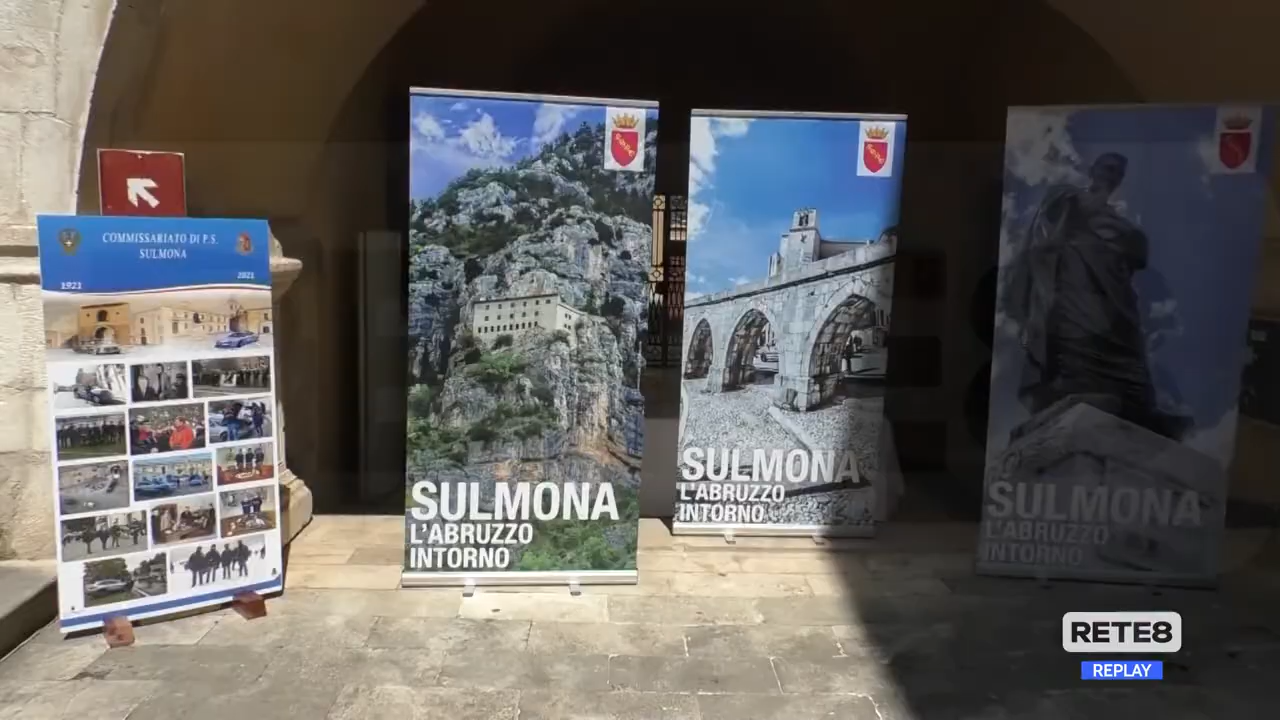 COMMISSARIATO DI P.S.
SULMONA
1921
2021
SULMONA
L'ABRUZZO
INTORNO
SULMONA
L'ABRUZZO
INTORNO
SULMONA
L'ABRUZZO
INTORNO
RETE8
REPLAY